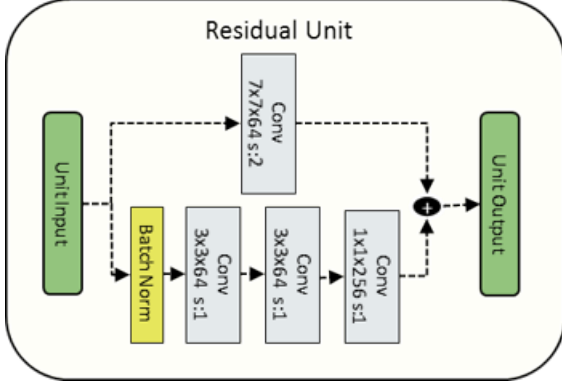 Residual Unit
Conv
7x7x64 s:2
Unit Input
Unit Output
+
Batch Norm
Conv
3x3x64 s:1
Conv
3x3x64 s:1
Conv
1x1x256 s:1